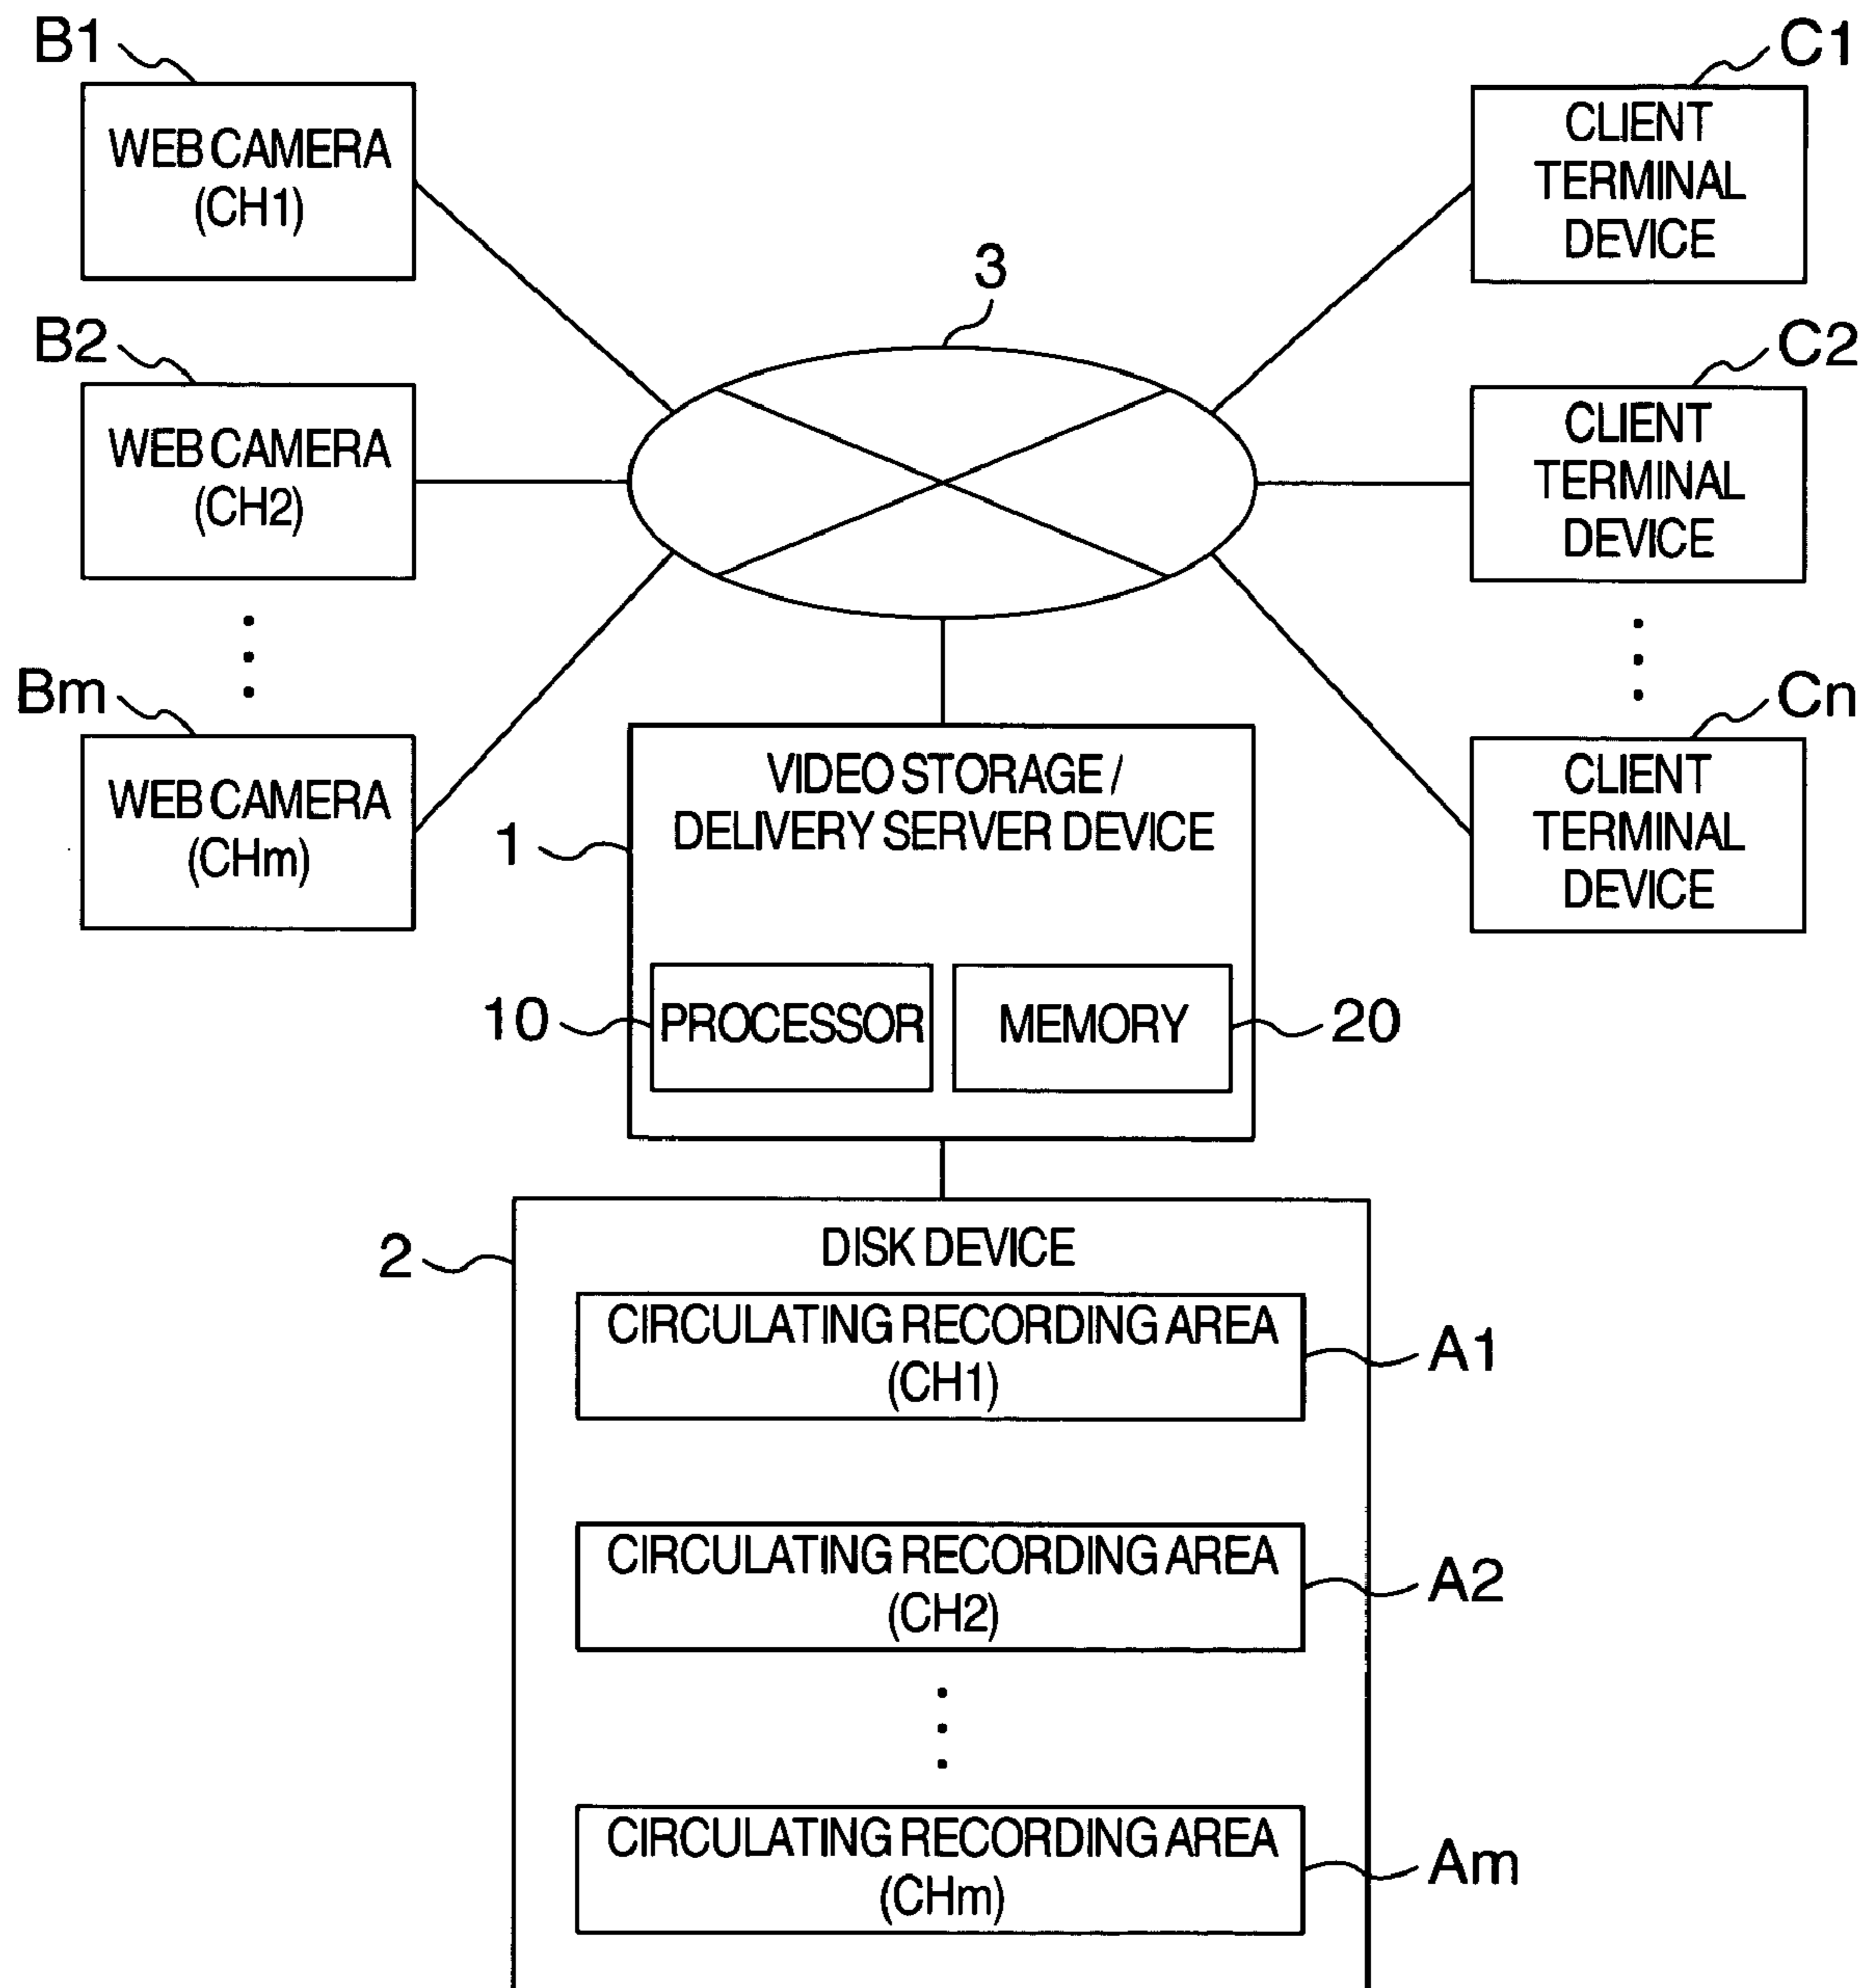 B1
WEB CAMERA
(CH1)
B2
WEB CAMERA
(CH2)
Bm
WEB CAMERA
(CHm)
3
C1
CLIENT
TERMINAL
DEVICE
C2
CLIENT
TERMINAL
DEVICE
Cn
CLIENT
TERMINAL
DEVICE
1
VIDEO STORAGE /
DELIVERY SERVER DEVICE
10
PROCESSOR
MEMORY
20
2
DISK DEVICE
CIRCULATING RECORDING AREA
(CH1)
A1
CIRCULATING RECORDING AREA
(CH2)
A2
CIRCULATING RECORDING AREA
(CHm)
Am